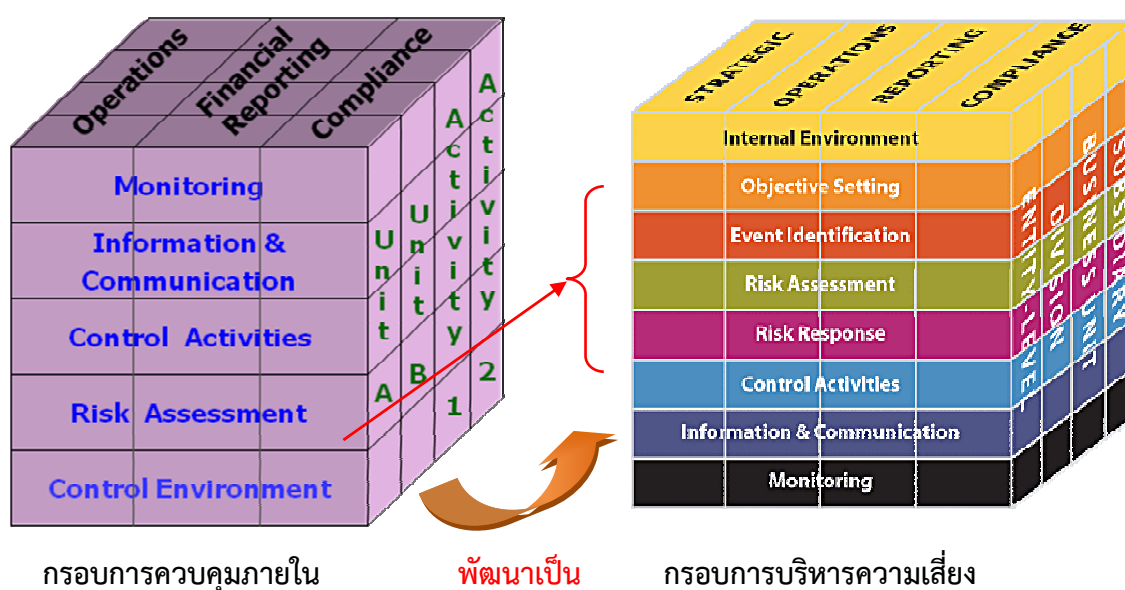 Operations
Financial
Reporting
Compliance
Monitoring
Information &
Communication
Control Activities
Risk Assessment
Control Environment
Unit A
Unit B
Activity 1
Activity 2
STRATEGIC
OPERATIONS
REPORTING
COMPLIANCE
Internal Environment
Objective Setting
Event Identification
Risk Assessment
Risk Response
Control Activities
Information & Communication
Monitoring
ENTITY-LEVEL
DIVISION
BUSINESS UNIT
SUBSIDIARY
กรอบการควบคุมภายใน
พัฒนาเป็น
กรอบการบริหารความเสี่ยง